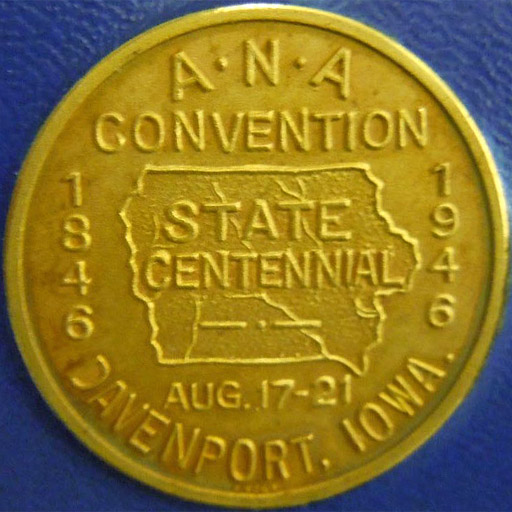 A·N·A
CONVENTION
1846
1946
STATE
CENTENNIAL
AUG. 17-21
DAVENPORT, IOWA.